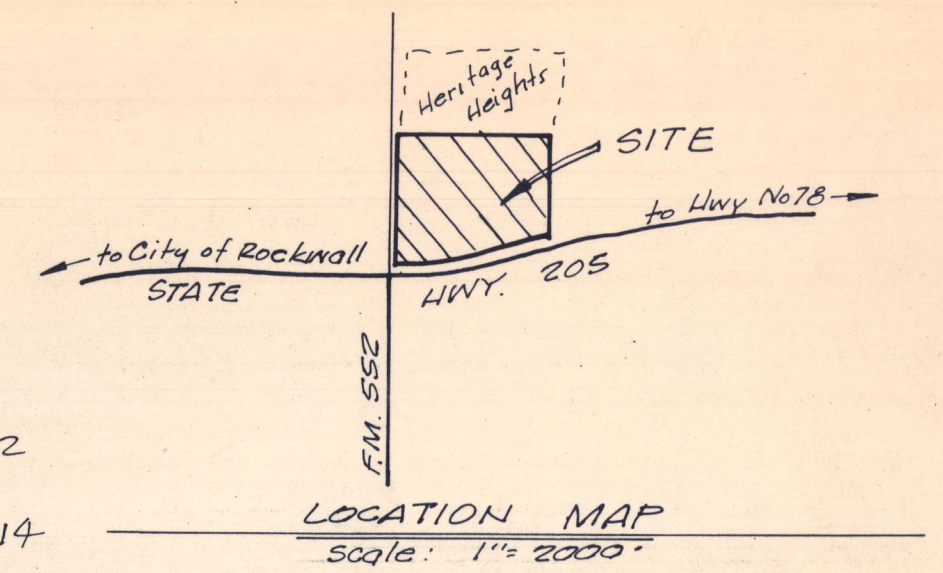 Heritage
Heights
SITE
to Hwy No78
to City of Rockwall
STATE HWY. 205
F.M. 552
2
14
LOCATION MAP
scale: 1"= 2000'